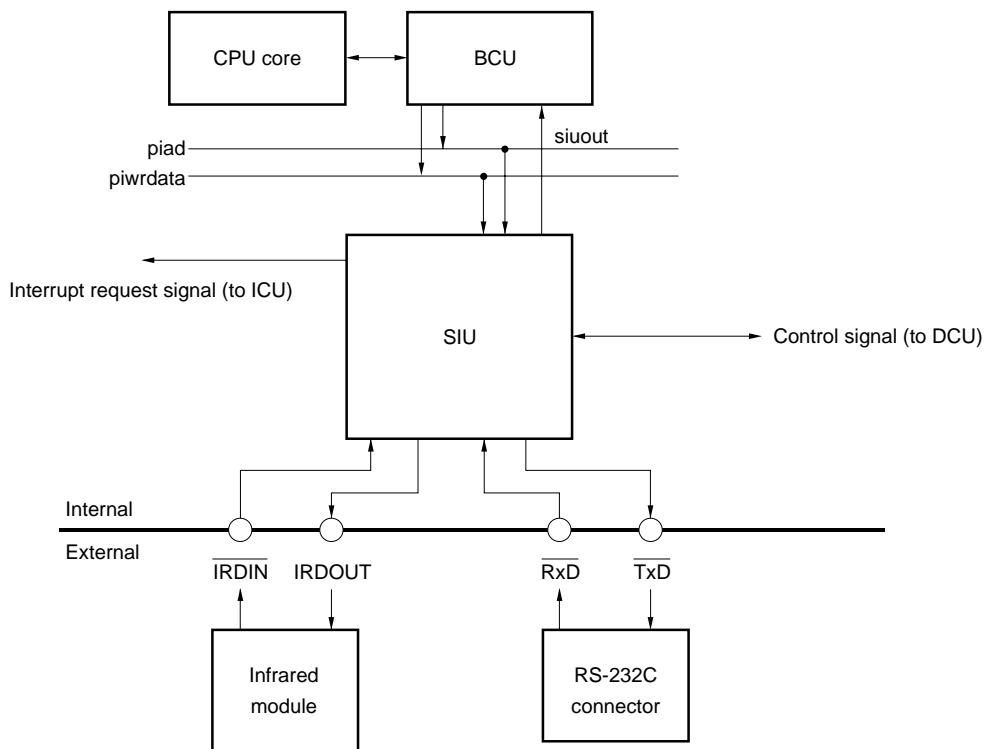 CPU core
BCU
siuout
piad
piwrdata
Interrupt request signal (to ICU)
SIU
Control signal (to DCU)
Internal
External
IRDIN
IRDOUT
RxD
TxD
Infrared
module
RS-232C
connector